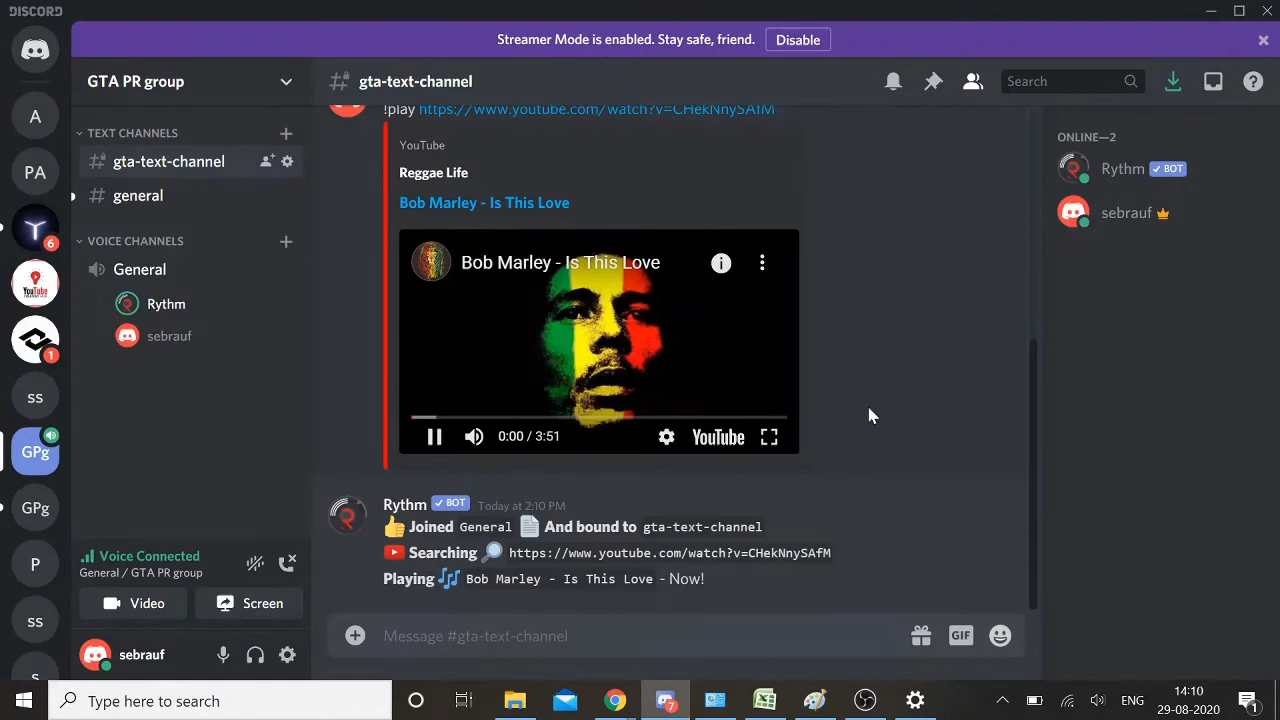 DISCORD
Streamer Mode is enabled. Stay safe, friend.
Disable
GTA PR group
gta-text-channel
Search
TEXT CHANNELS
gta-text-channel
general
VOICE CHANNELS
General
Rythm
sebrauf
A
PA
6
YouTube
1
ss
GPg
GPg
P
ss
s
!play https://www.youtube.com/watch?v=CHekNnySAfM
YouTube
Reggae Life
Bob Marley - Is This Love
Bob Marley - Is This Love
0:00 / 3:51
YouTube
Rythm BOT Today at 2:10 PM
Joined General And bound to gta-text-channel
Searching https://www.youtube.com/watch?v=CHekNnySAfM
Playing Bob Marley - Is This Love - Now!
Message #gta-text-channel
GIF
ONLINE—2
Rythm BOT
sebrauf
Voice Connected
General / GTA PR group
Video
Screen
sebrauf
Type here to search
7
ENG
14:10
29-08-2020
1